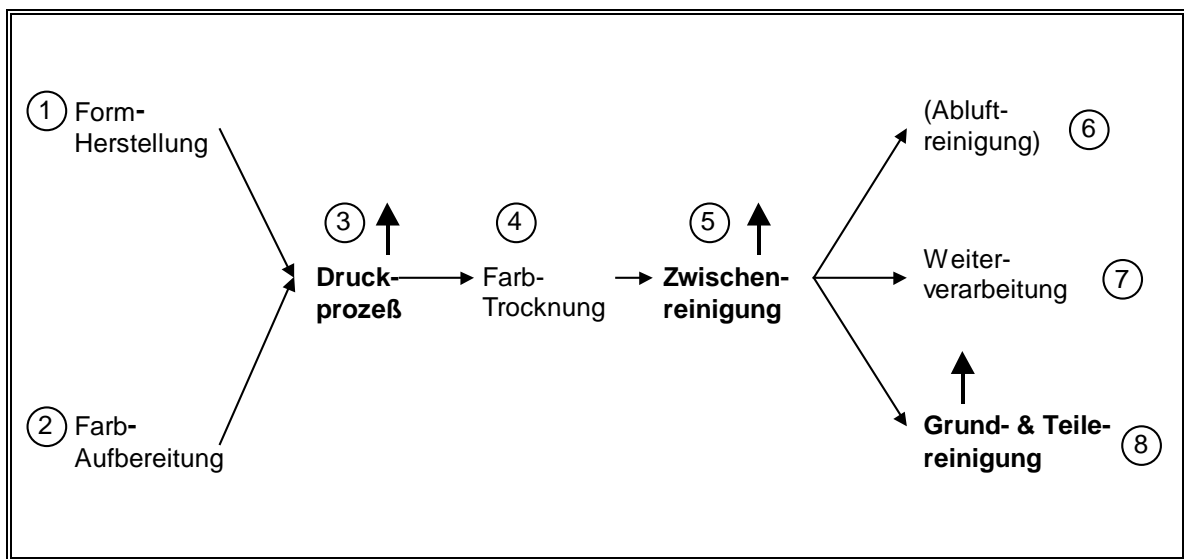 1 Form-
Herstellung
2 Farb-
Aufbereitung
3
Druck-
prozeß
4
Farb-
Trocknung
5
Zwischen-
reinigung
(Abluft-
reinigung) 6
Weiter-
verarbeitung 7
Grund- & Teile-
reinigung 8